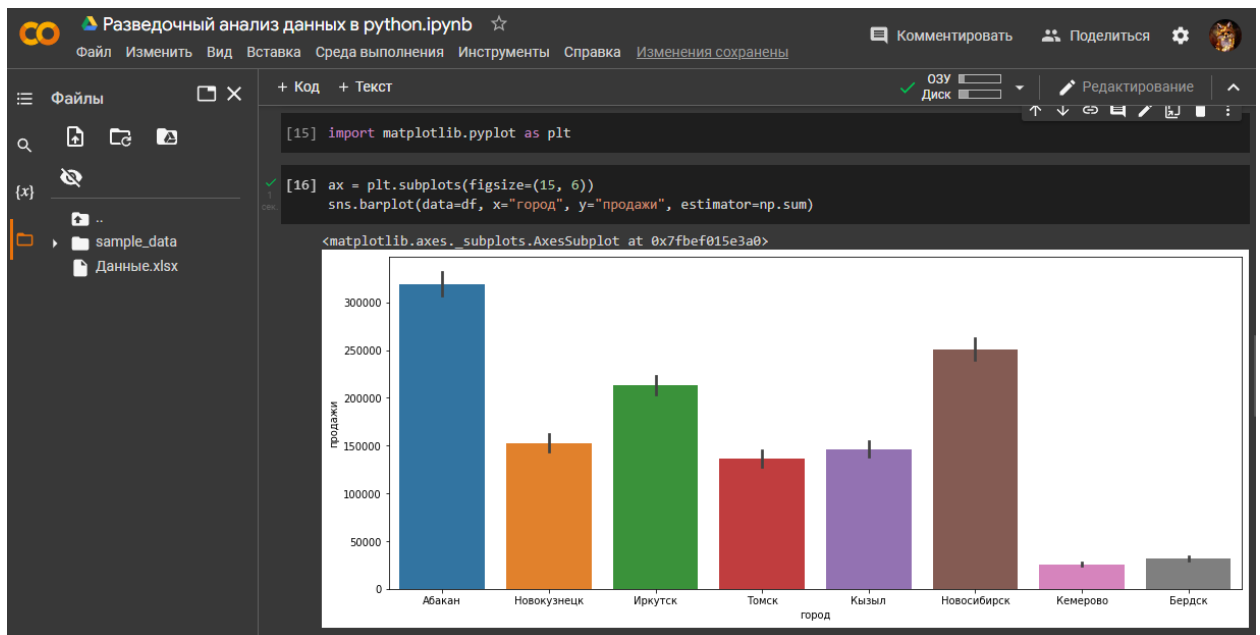 Разведочный анализ данных в python.ipynb
Файл Изменить Вид Вставка Среда выполнения Инструменты Справка Изменения сохранены
Комментировать
Поделиться
Файлы
+ Код + Текст
ОЗУ
Диск
Редактирование
{x}
..
sample_data
Данные.xlsx
[15] import matplotlib.pyplot as plt
1
сек.
[16] ax = plt.subplots(figsize=(15, 6))
sns.barplot(data=df, x="город", y="продажи", estimator=np.sum)
<matplotlib.axes._subplots.AxesSubplot at 0x7fbef015e3a0>
продажи
300000
250000
200000
150000
100000
50000
0
Абакан Новокузнецк Иркутск Томск Кызыл Новосибирск Кемерово Бердск
город